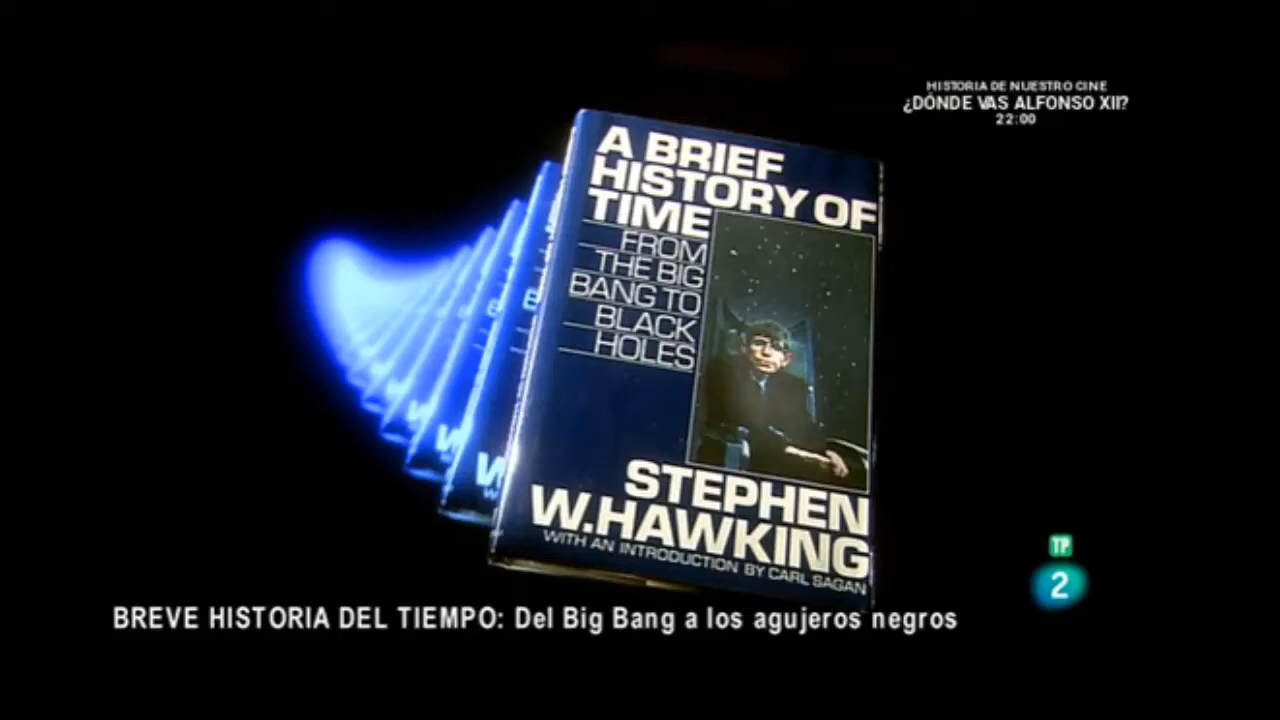 HISTORIA DE NUESTRO CINE
¿DÓNDE VAS ALFONSO XII?
22:00
A BRIEF
HISTORY OF
TIME
FROM
THE BIG
BANG TO
BLACK
HOLES
STEPHEN
W.HAWKING
WITH AN INTRODUCTION BY CARL SAGAN
TP
2
BREVE HISTORIA DEL TIEMPO: Del Big Bang a los agujeros negros